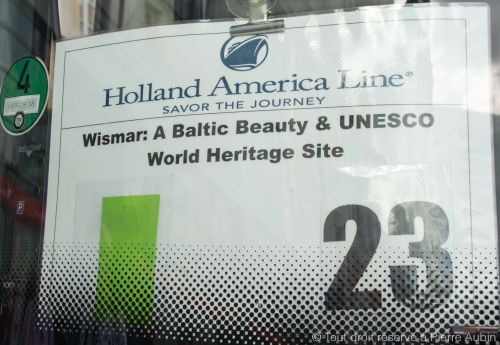 Holland America Line®
SAVOR THE JOURNEY
Wismar: A Baltic Beauty & UNESCO
World Heritage Site
4
23
P
© Tout droit réservé à Pierre Aubin